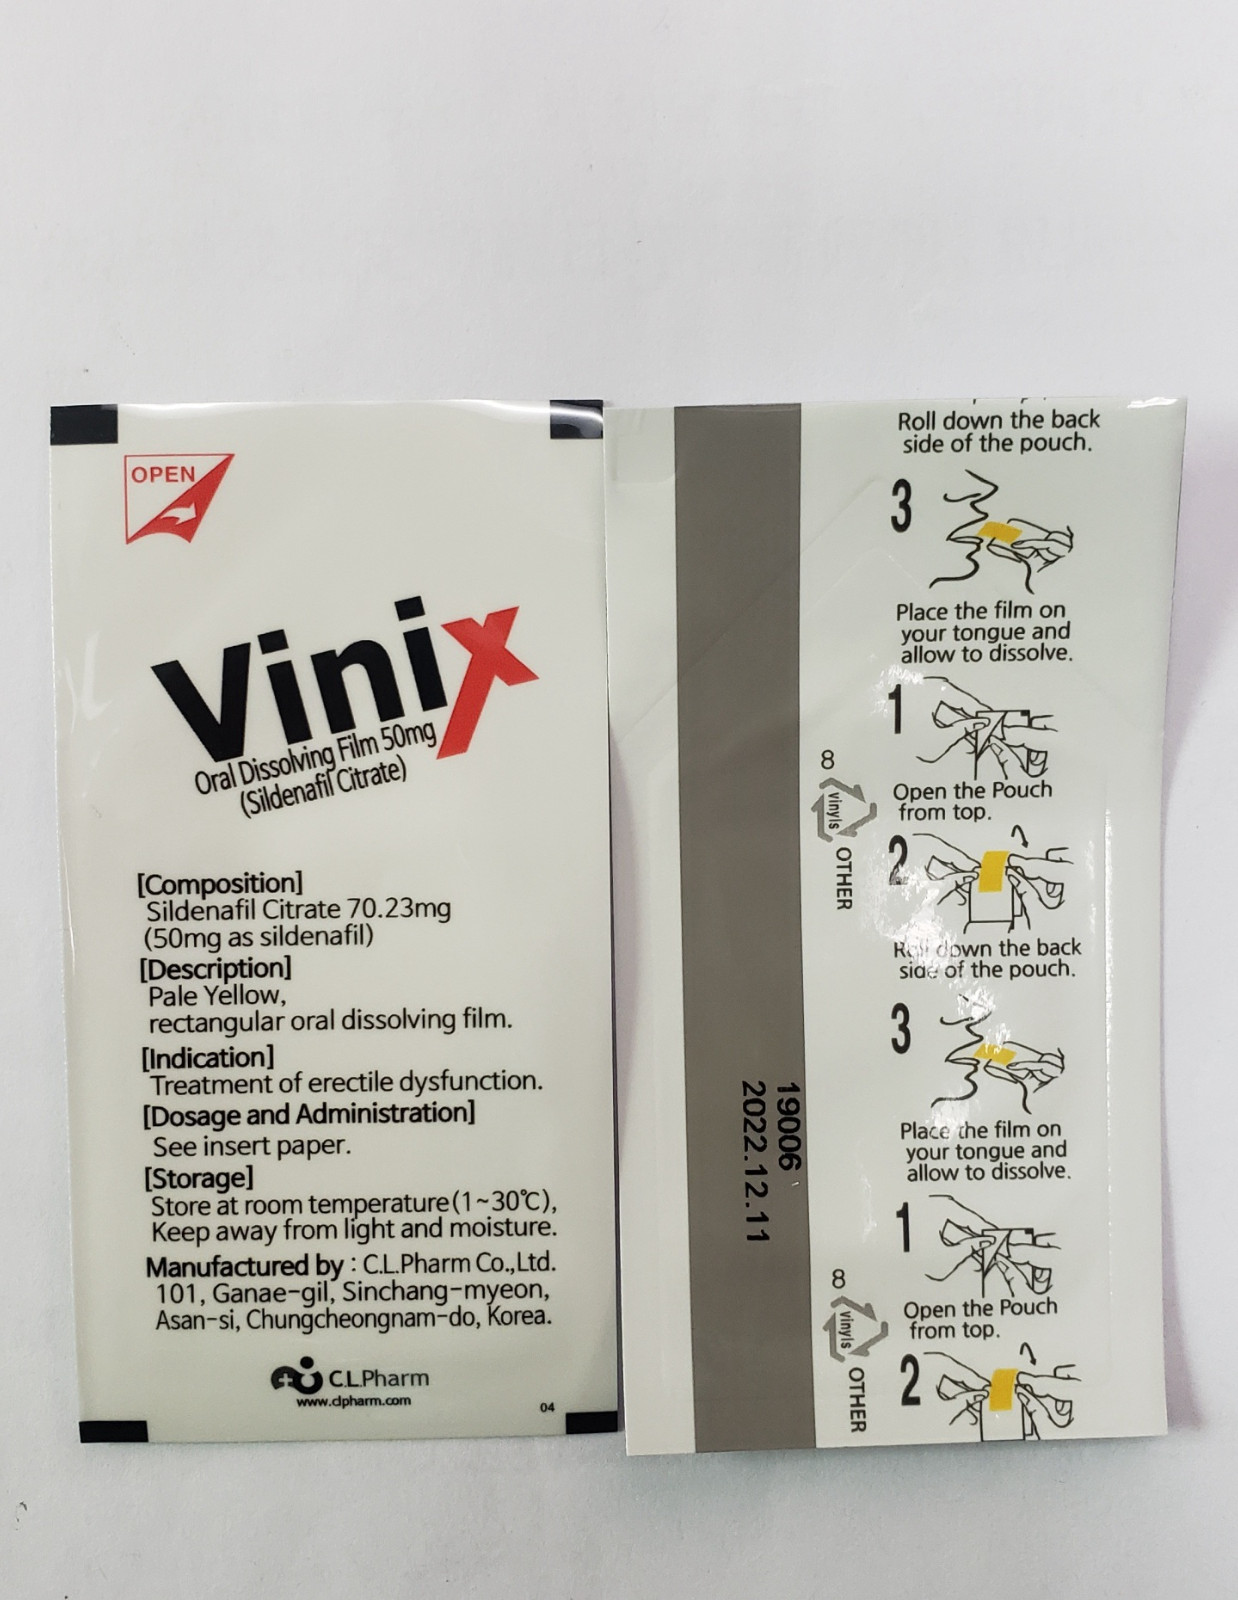 OPEN
Vinix
Oral Dissolving Film 50mg
(Sildenafil Citrate)
[Composition]
Sildenafil Citrate 70.23mg
(50mg as sildenafil)
[Description]
Pale Yellow,
rectangular oral dissolving film.
[Indication]
Treatment of erectile dysfunction.
[Dosage and Administration]
See insert paper.
[Storage]
Store at room temperature(1~30℃),
Keep away from light and moisture.
Manufactured by : C.L.Pharm Co.,Ltd.
101, Ganae-gil, Sinchang-myeon,
Asan-si, Chungcheongnam-do, Korea.
C.L.Pharm
www.clpharm.com
04
Roll down the back
side of the pouch.
3
Place the film on
your tongue and
allow to dissolve.
1
Open the Pouch
from top.
2
Roll down the back
side of the pouch.
3
Place the film on
your tongue and
allow to dissolve.
1
Open the Pouch
from top.
2
8
vinyls
OTHER
8
vinyls
OTHER
19006
2022.12.11